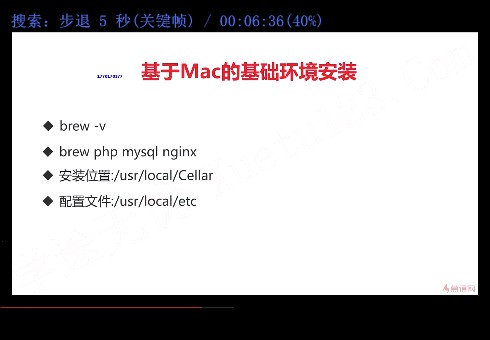 搜索: 步退 5 秒(关键帧) / 00:06:36(40%)
基于Mac的基础环境安装
◆ brew -v
◆ brew php mysql nginx
◆ 安装位置:/usr/local/Cellar
◆ 配置文件:/usr/local/etc